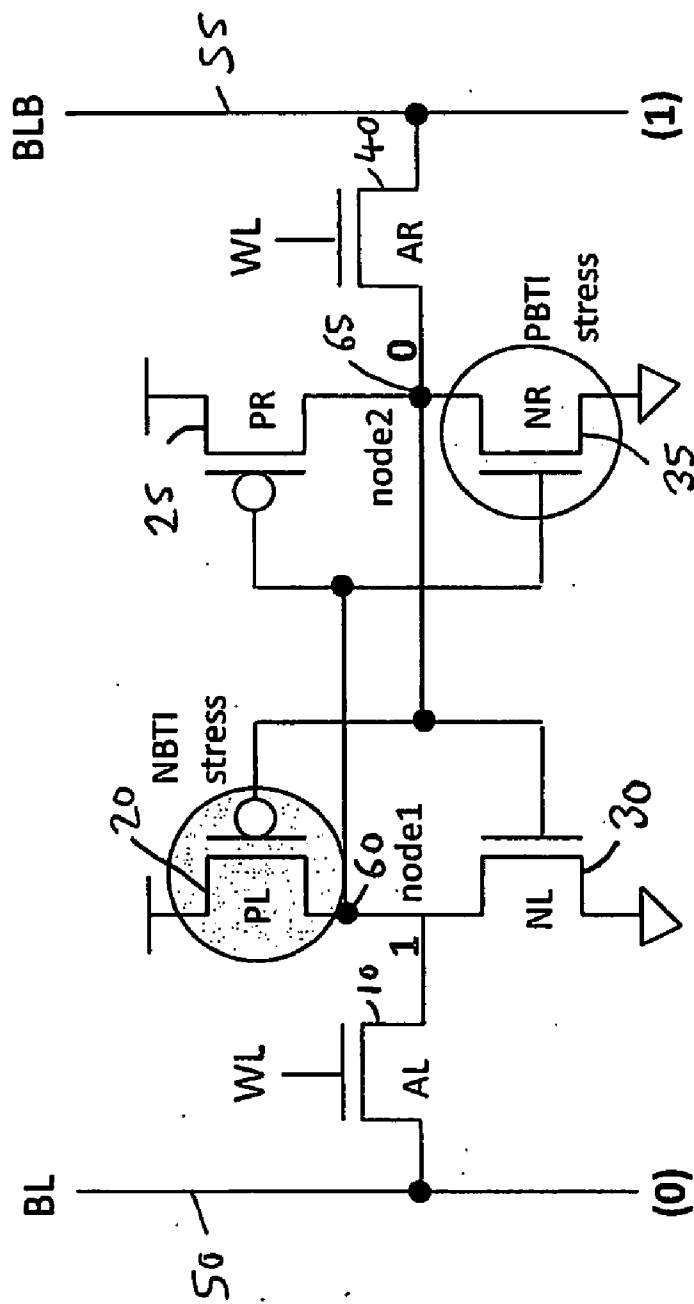 BL
BLB
50
55
WL
WL
10
40
AL
AR
20
25
NBTI
stress
PL
PR
60
65
node1
node2
1
0
NL
NR
30
35
PBTI
stress
(0)
(1)